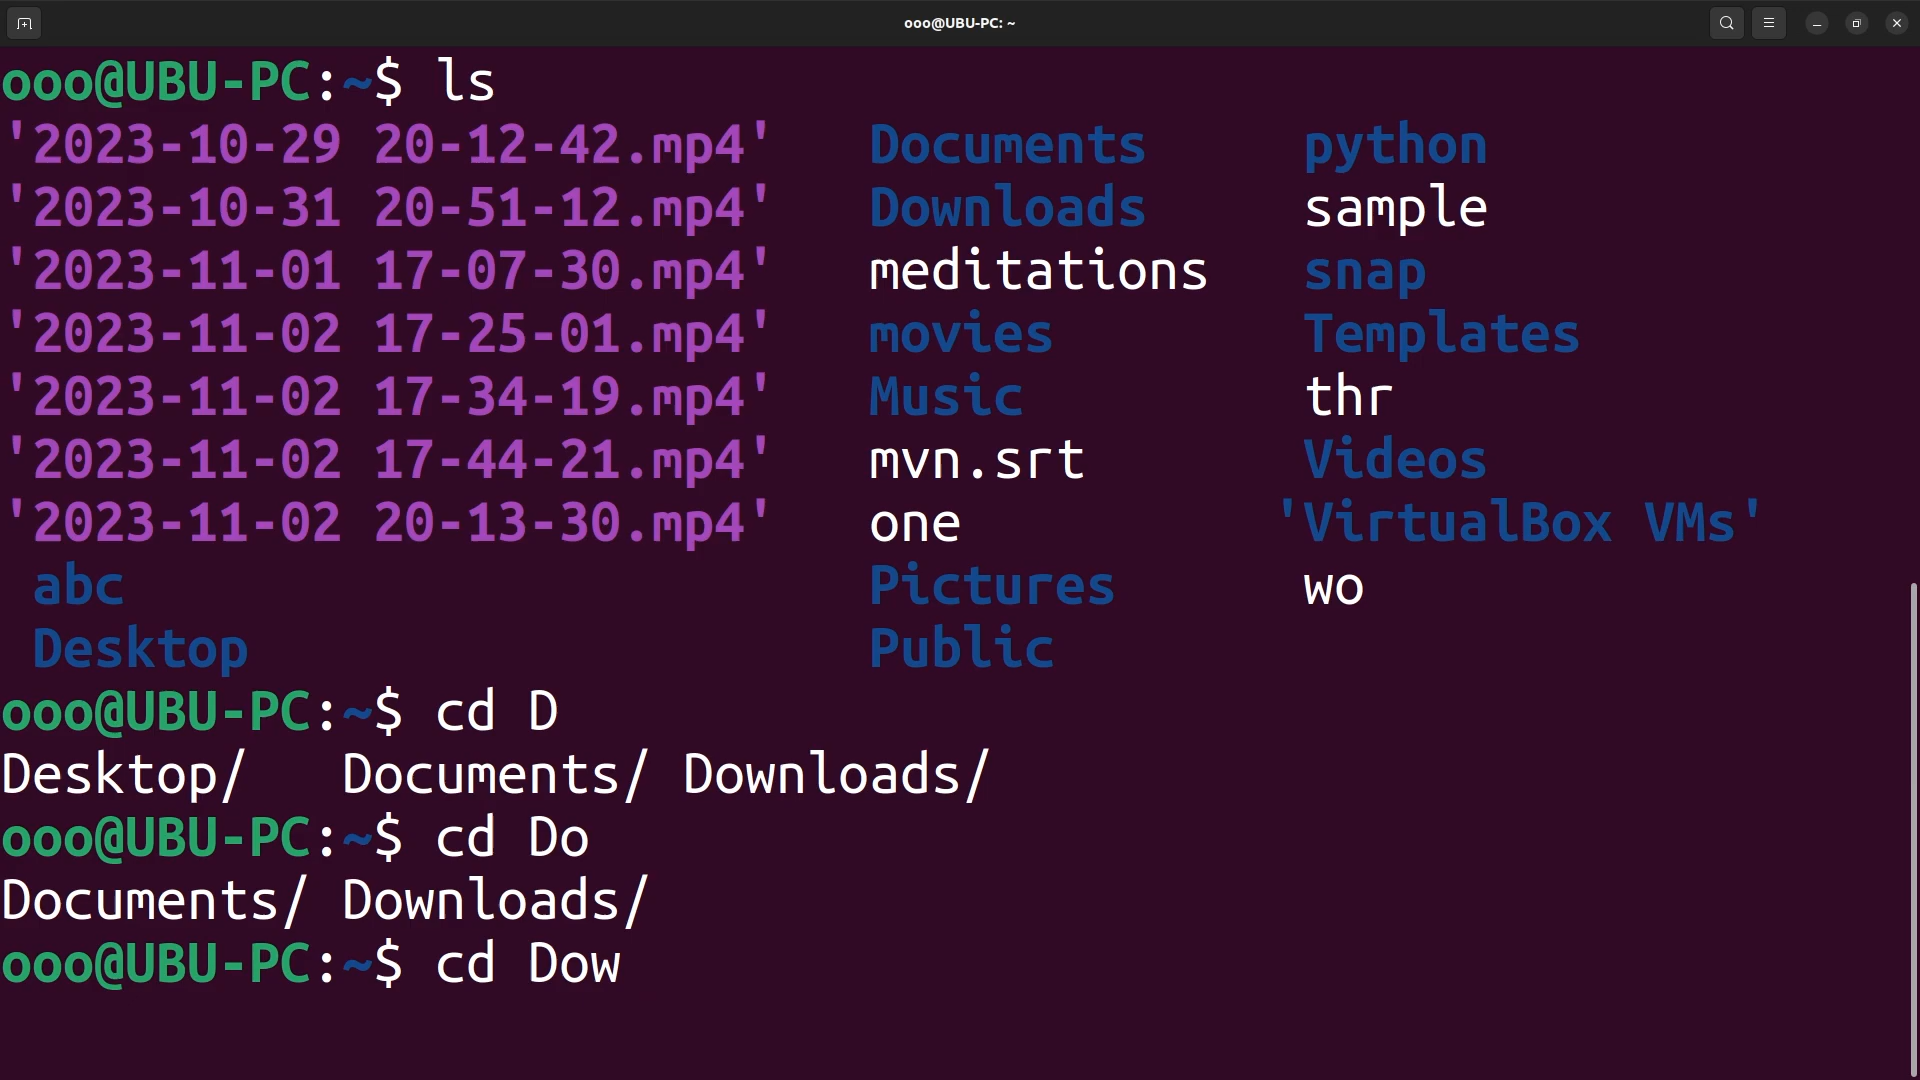 ooo@UBU-PC: ~
ooo@UBU-PC:~$ ls
'2023-10-29 20-12-42.mp4' Documents python
'2023-10-31 20-51-12.mp4' Downloads sample
'2023-11-01 17-07-30.mp4' meditations snap
'2023-11-02 17-25-01.mp4' movies Templates
'2023-11-02 17-34-19.mp4' Music thr
'2023-11-02 17-44-21.mp4' mvn.srt Videos
'2023-11-02 20-13-30.mp4' one 'VirtualBox VMs'
abc Pictures wo
Desktop Public
ooo@UBU-PC:~$ cd D
Desktop/ Documents/ Downloads/
ooo@UBU-PC:~$ cd Do
Documents/ Downloads/
ooo@UBU-PC:~$ cd Dow